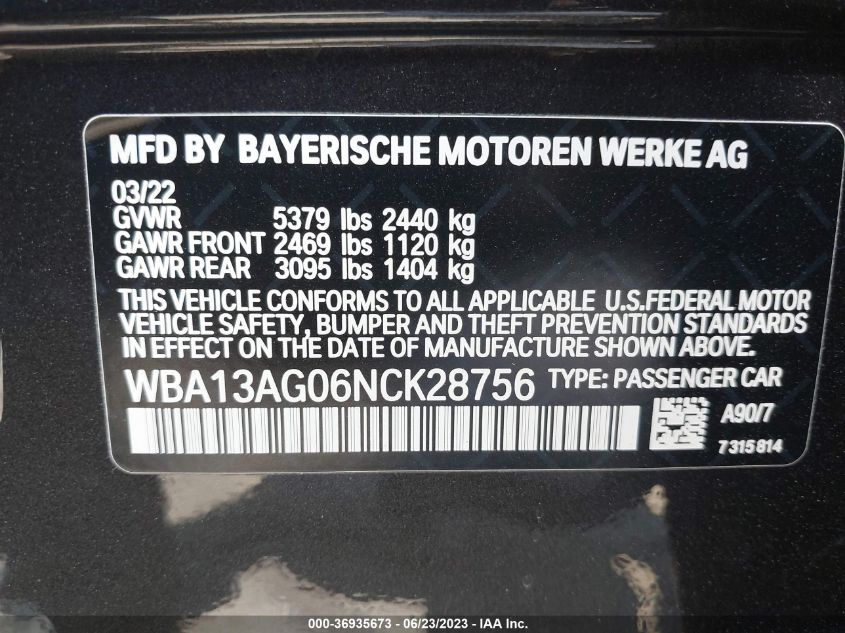 MFD BY BAYERISCHE MOTOREN WERKE AG
03/22
GVWR 5379 lbs 2440 kg
GAWR FRONT 2469 lbs 1120 kg
GAWR REAR 3095 lbs 1404 kg
THIS VEHICLE CONFORMS TO ALL APPLICABLE U.S.FEDERAL MOTOR
VEHICLE SAFETY, BUMPER AND THEFT PREVENTION STANDARDS
IN EFFECT ON THE DATE OF MANUFACTURE SHOWN ABOVE.
WBA13AG06NCK28756 TYPE: PASSENGER CAR
A90/7
7315814
000-36935673 - 06/23/2023 - IAA Inc.